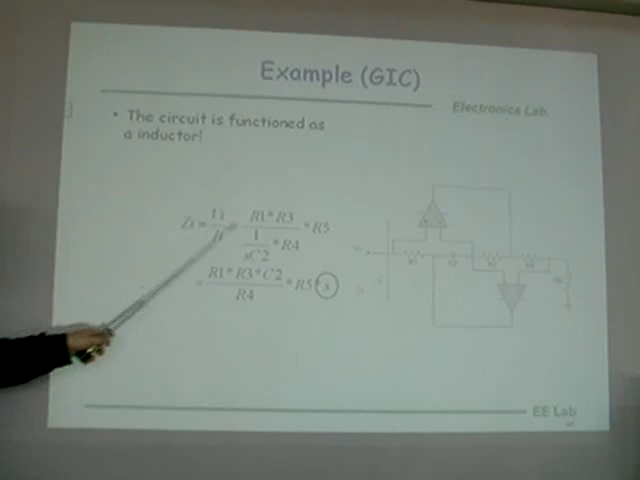 Example (GIC)
Electronics Lab.
• The circuit is functioned as
a inductor!
Zi = Vi / Ii = R1*R3 / (1/sC2 * R4) * R5
= R1*R3*C2 / R4 * R5 * s
EE Lab